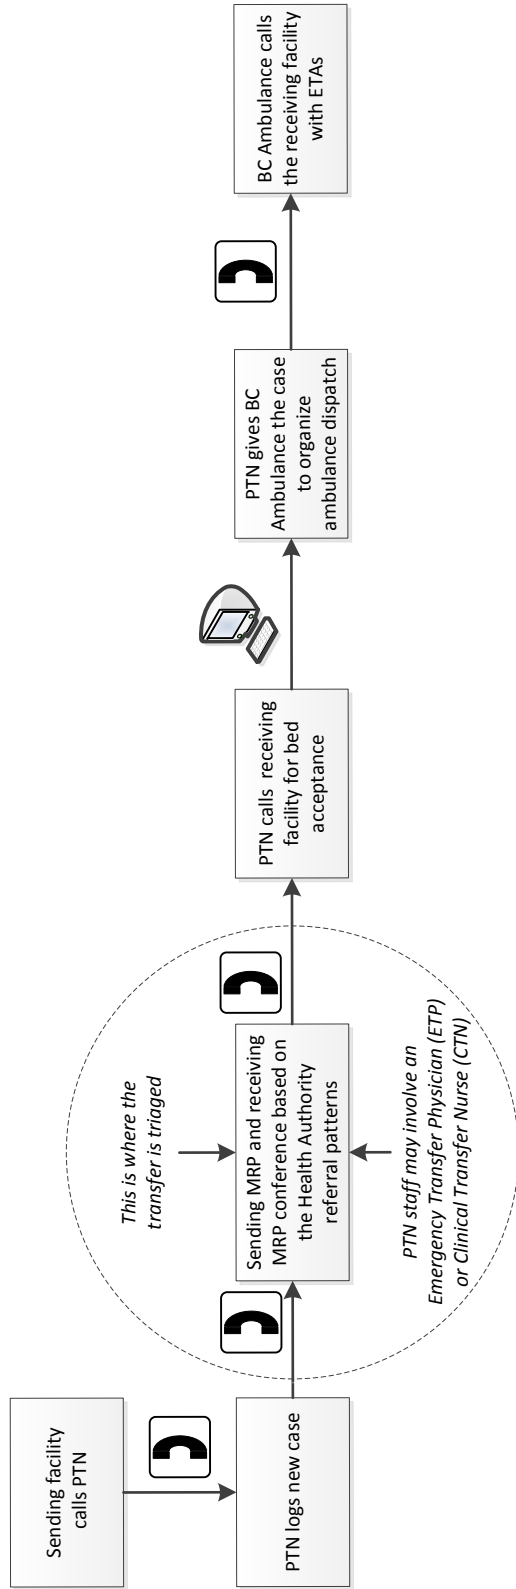 Sending facility
calls PTN
PTN logs new case
This is where the
transfer is triaged
Sending MRP and receiving
MRP conference based on
the Health Authority
referral patterns
PTN staff may involve an
Emergency Transfer Physician (ETP)
or Clinical Transfer Nurse (CTN)
PTN calls  receiving
facility for bed
acceptance
PTN gives BC
Ambulance the case
to organize
ambulance dispatch
BC Ambulance calls
the receiving facility
with ETAs